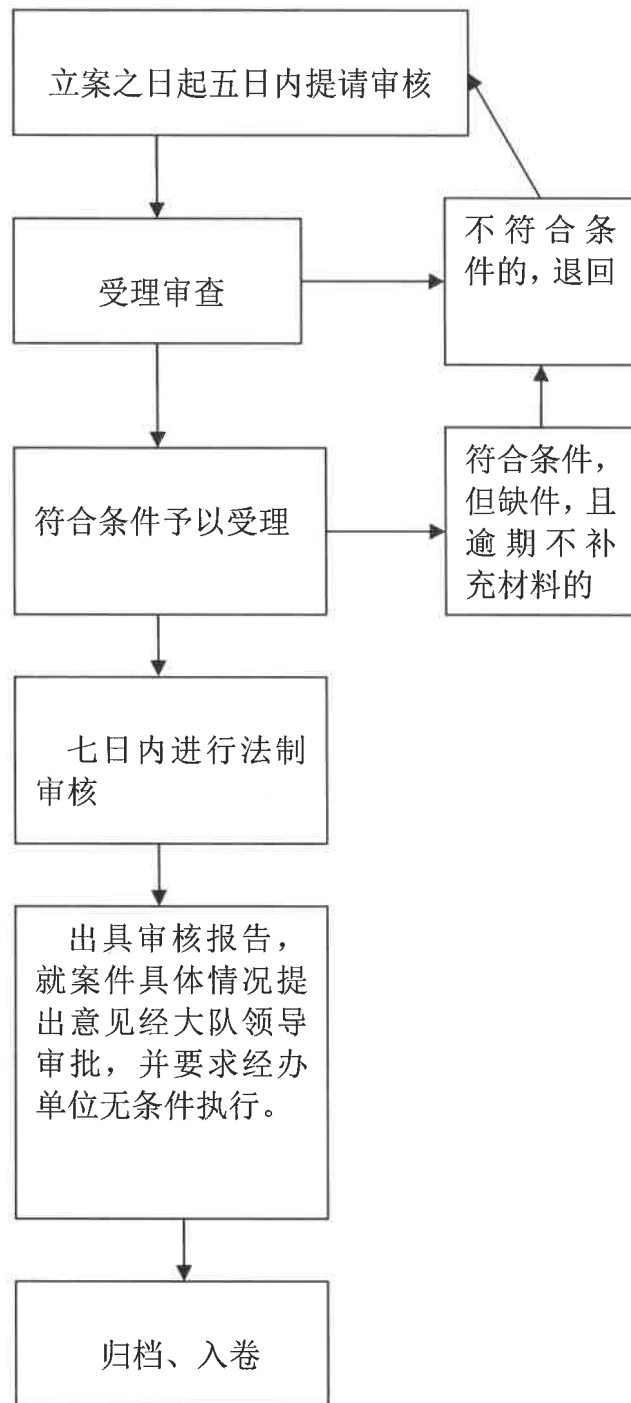 立案之日起五日内提请审核
受理审查
不符合条
件的，退回
符合条件予以受理
符合条件，
但缺件，且
逾期不补
充材料的
七日内进行法制
审核
出具审核报告，
就案件具体情况提
出意见经大队领导
审批，并要求经办
单位无条件执行。
归档、入卷